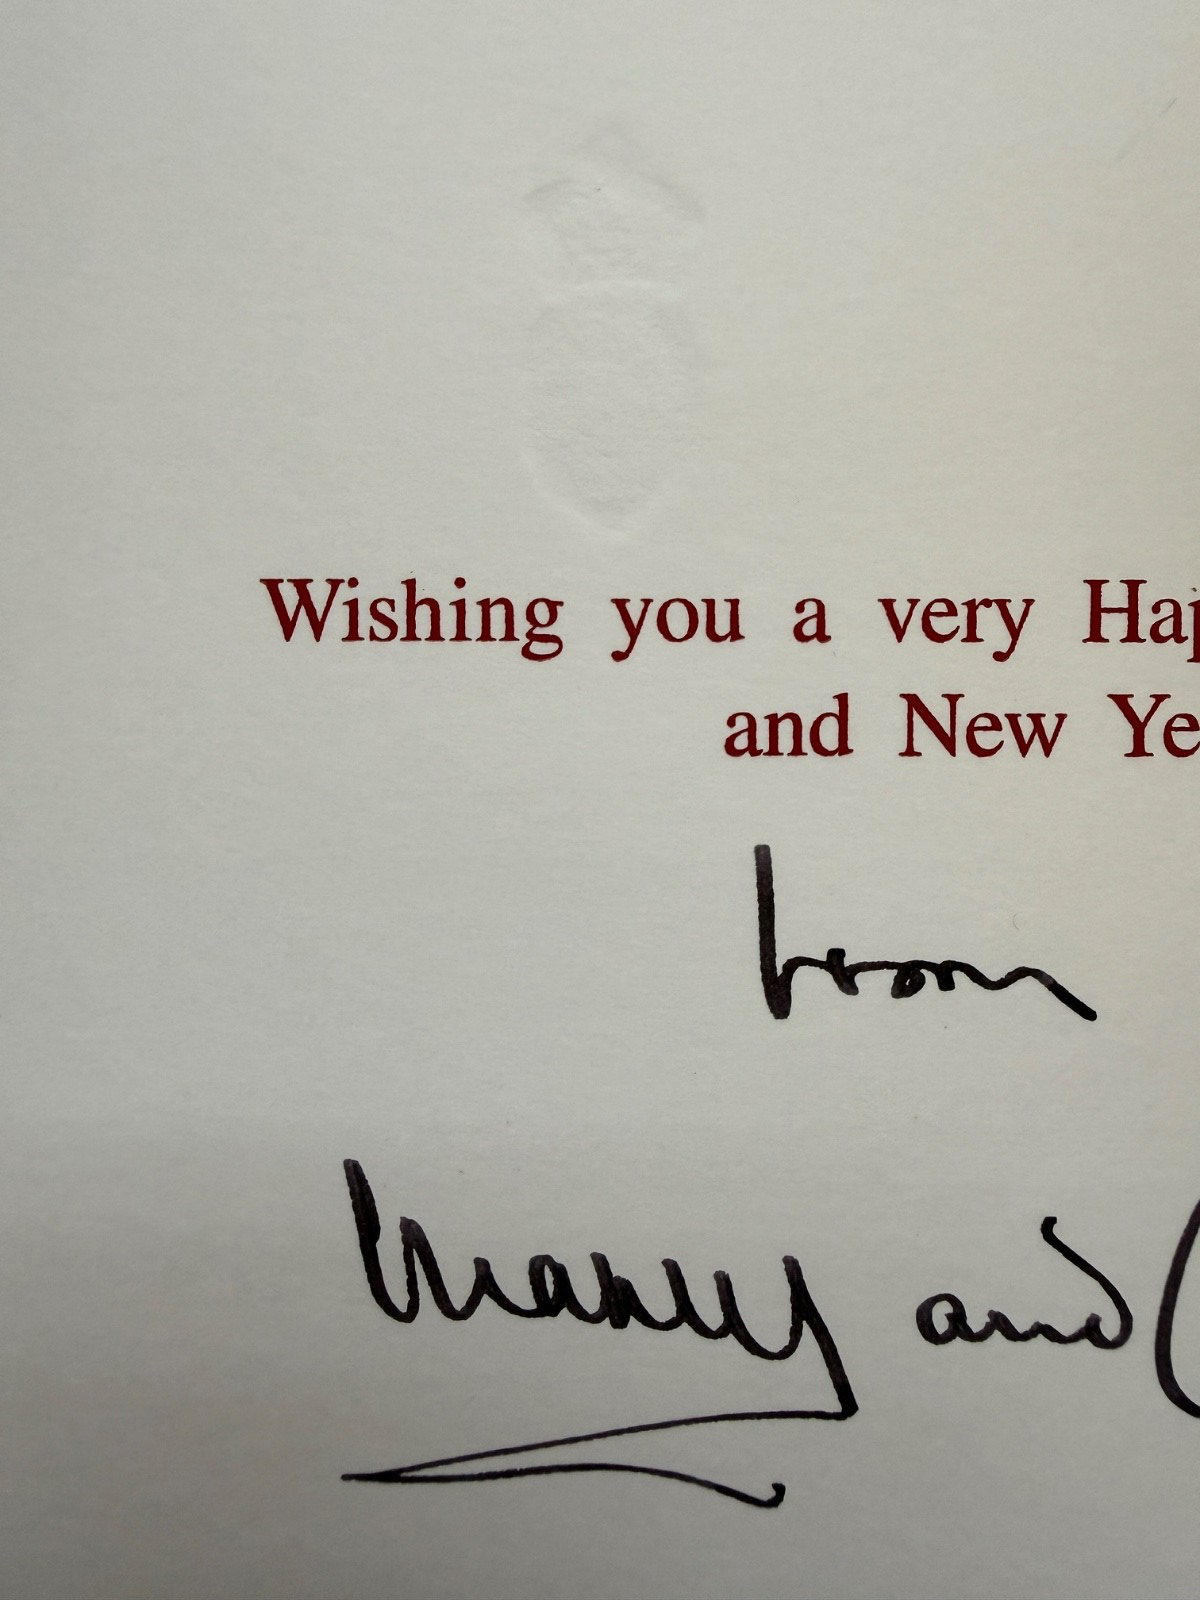 Wishing you a very Hap
and New Ye
from
and